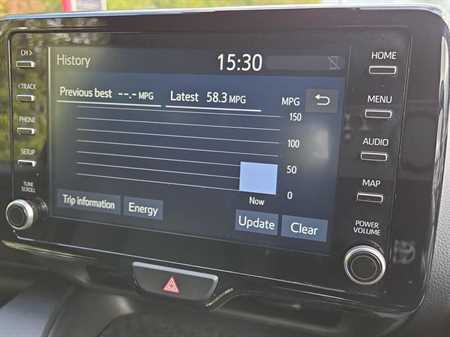 CH >
< TRACK
PHONE
SETUP
TUNE
SCROLL
History
15:30
Previous best --.- MPG
Latest 58.3 MPG
MPG
150
100
50
0
Now
Trip information
Energy
Update
Clear
HOME
MENU
AUDIO
MAP
POWER
VOLUME